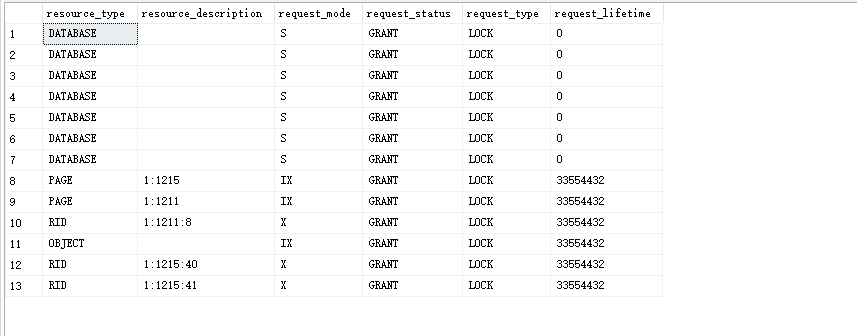 resource_type resource_description request_mode request_status request_type request_lifetime
1 DATABASE S GRANT LOCK 0
2 DATABASE S GRANT LOCK 0
3 DATABASE S GRANT LOCK 0
4 DATABASE S GRANT LOCK 0
5 DATABASE S GRANT LOCK 0
6 DATABASE S GRANT LOCK 0
7 DATABASE S GRANT LOCK 0
8 PAGE 1:1215 IX GRANT LOCK 33554432
9 PAGE 1:1211 IX GRANT LOCK 33554432
10 RID 1:1211:8 X GRANT LOCK 33554432
11 OBJECT IX GRANT LOCK 33554432
12 RID 1:1215:40 X GRANT LOCK 33554432
13 RID 1:1215:41 X GRANT LOCK 33554432